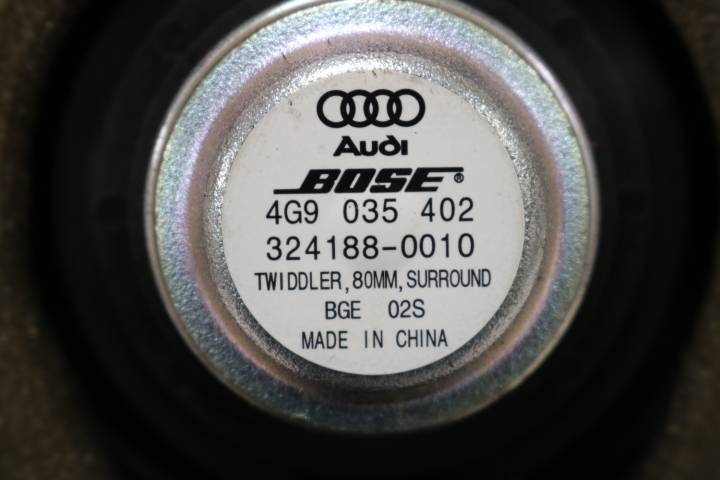 Audi
BOSE®
4G9 035 402
324188-0010
TWIDDLER, 80MM, SURROUND
BGE 02S
MADE IN CHINA